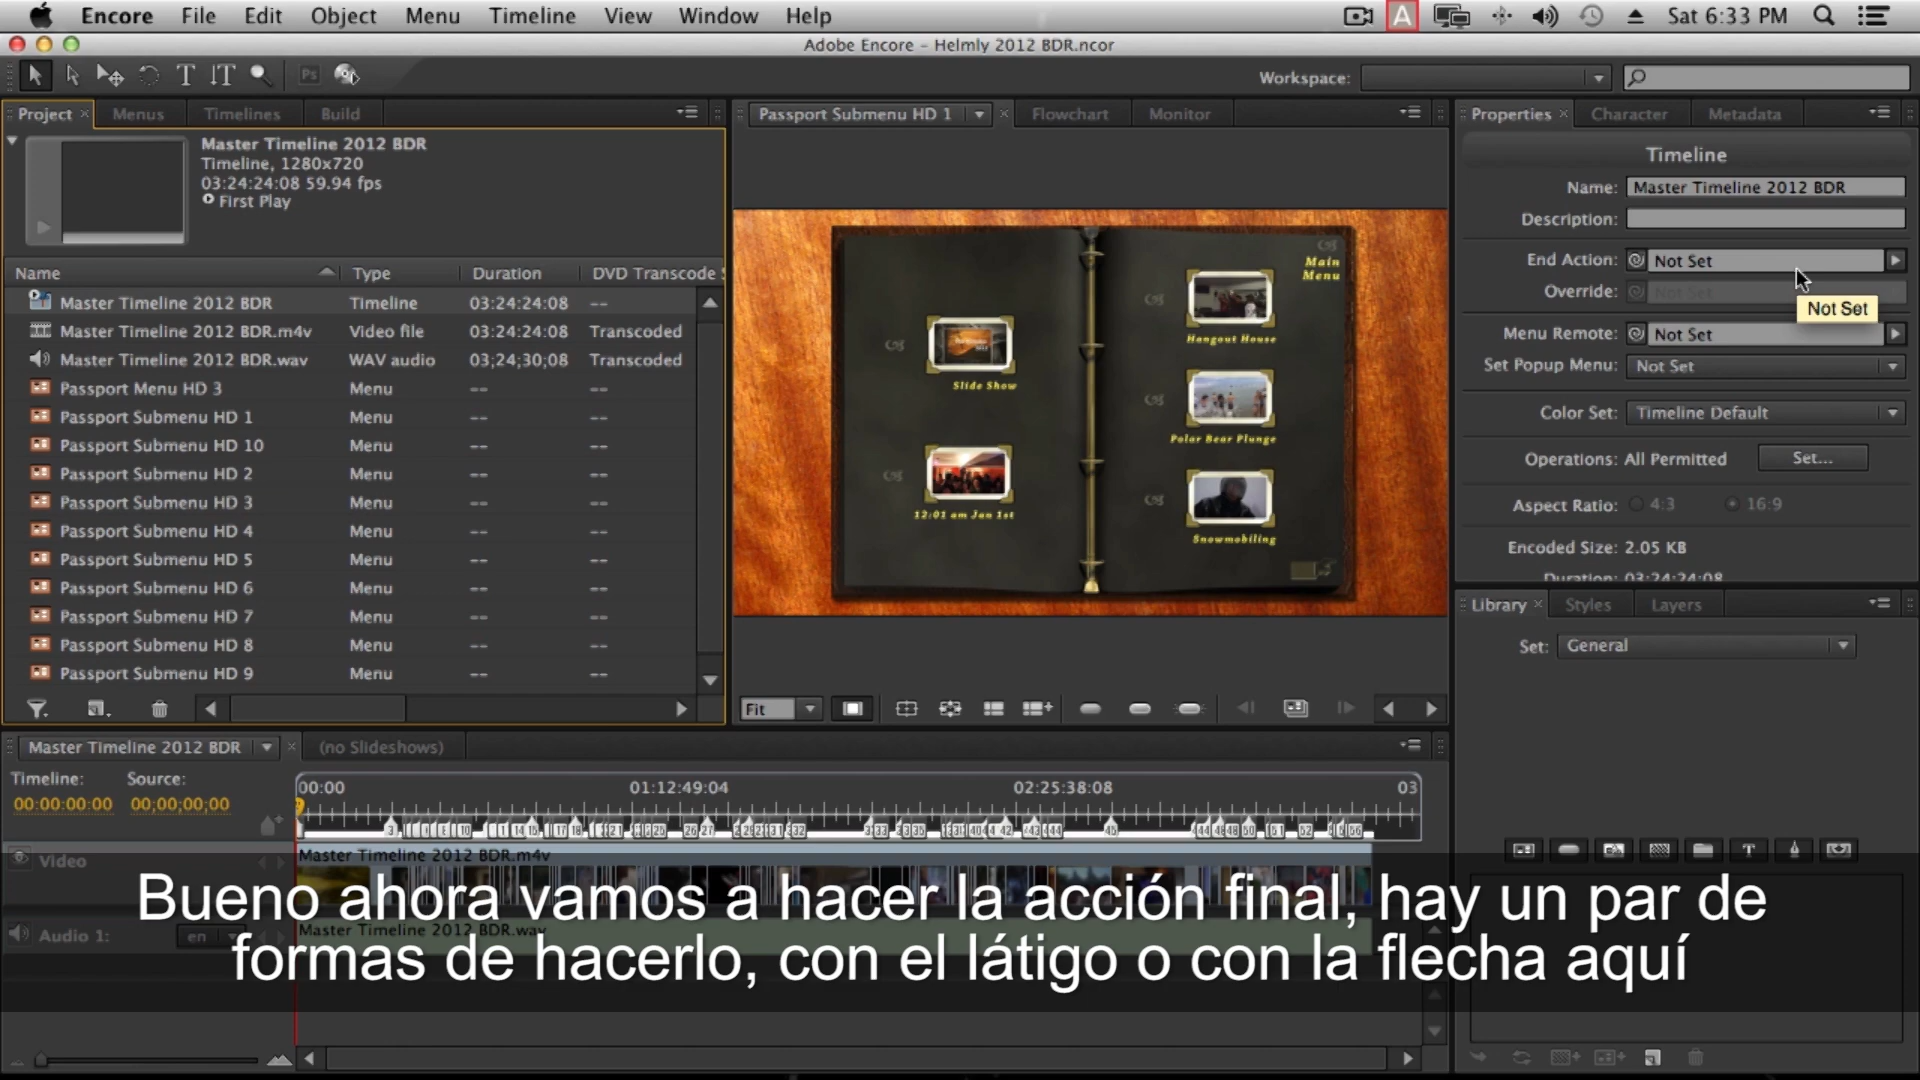 Encore File Edit Object Menu Timeline View Window Help
Sat 6:33 PM
Adobe Encore – Helmly 2012 BDR.ncor
Workspace:
Project Menus Timelines Build
Master Timeline 2012 BDR
Timeline, 1280x720
03:24:24:08 59.94 fps
First Play
Name Type Duration DVD Transcode
Master Timeline 2012 BDR Timeline 03:24:24:08 --
Master Timeline 2012 BDR.m4v Video file 03:24:24:08 Transcoded
Master Timeline 2012 BDR.wav WAV audio 03;24;30;08 Transcoded
Passport Menu HD 3 Menu -- --
Passport Submenu HD 1 Menu -- --
Passport Submenu HD 10 Menu -- --
Passport Submenu HD 2 Menu -- --
Passport Submenu HD 3 Menu -- --
Passport Submenu HD 4 Menu -- --
Passport Submenu HD 5 Menu -- --
Passport Submenu HD 6 Menu -- --
Passport Submenu HD 7 Menu -- --
Passport Submenu HD 8 Menu -- --
Passport Submenu HD 9 Menu -- --
Passport Submenu HD 1 Flowchart Monitor
Main
Menu
Slide Show
12:01 am Jan 1st
Hangout House
Polar Bear Plunge
Snowmobiling
Fit
Properties Character Metadata
Timeline
Name: Master Timeline 2012 BDR
Description:
End Action: Not Set
Override: Not Set
Not Set
Menu Remote: Not Set
Set Popup Menu: Not Set
Color Set: Timeline Default
Operations: All Permitted Set...
Aspect Ratio: 4:3 16:9
Encoded Size: 2.05 KB
Duration: 03:24:24:08
Library Styles Layers
Set: General
Master Timeline 2012 BDR (no Slideshows)
Timeline: Source:
00:00:00:00 00;00;00;00
00:00 01:12:49:04 02:25:38:08 03
Video
Master Timeline 2012 BDR.m4v
Audio 1: en
Master Timeline 2012 BDR.wav
Bueno ahora vamos a hacer la acción final, hay un par de
formas de hacerlo, con el látigo o con la flecha aquí